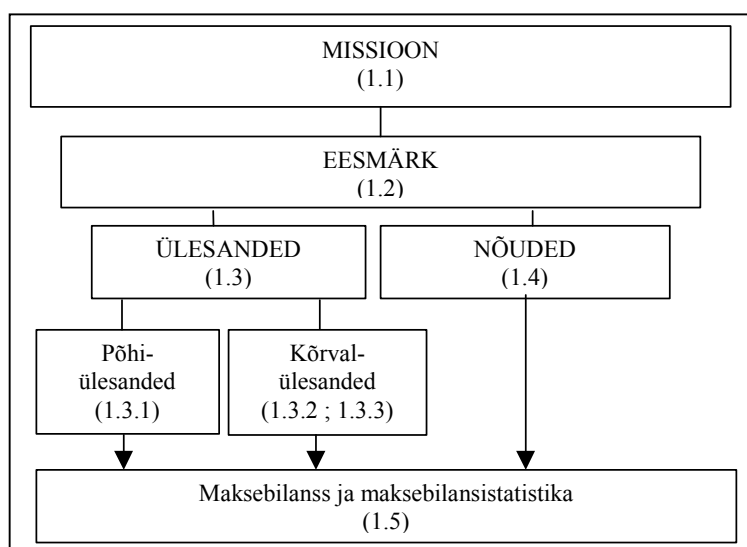 MISSIOON
(1.1)
EESMÄRK
(1.2)
ÜLESANDED
(1.3)
NÕUDED
(1.4)
Põhi-
ülesanded
(1.3.1)
Kõrval-
ülesanded
(1.3.2 ; 1.3.3)
Maksebilanss ja maksebilansistatistika
(1.5)